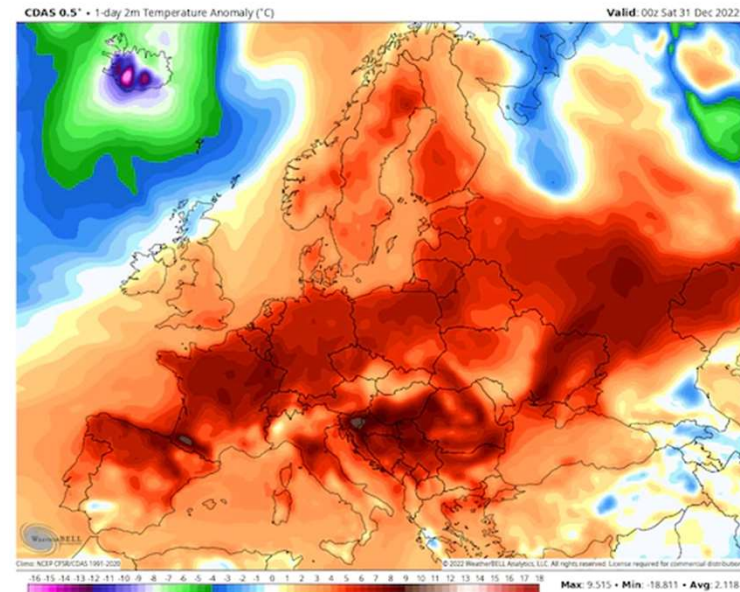 CDAS 0.5° • 1-day 2m Temperature Anomaly (°C)
Valid: 00z Sat 31 Dec 2022
WeatherBELL
Climo: NCEP CFSR/CDAS 1991-2020
© 2022 WeatherBELL Analytics, LLC. All rights reserved. License required for commercial distribution
-16 -15 -14 -13 -12 -11 -10 -9 -8 -7 -6 -5 -4 -3 -2 -1 0 1 2 3 4 5 6 7 8 9 10 11 12 13 14 15 16 17 18
Max: 9.515 • Min: -18.811 • Avg: 2.118